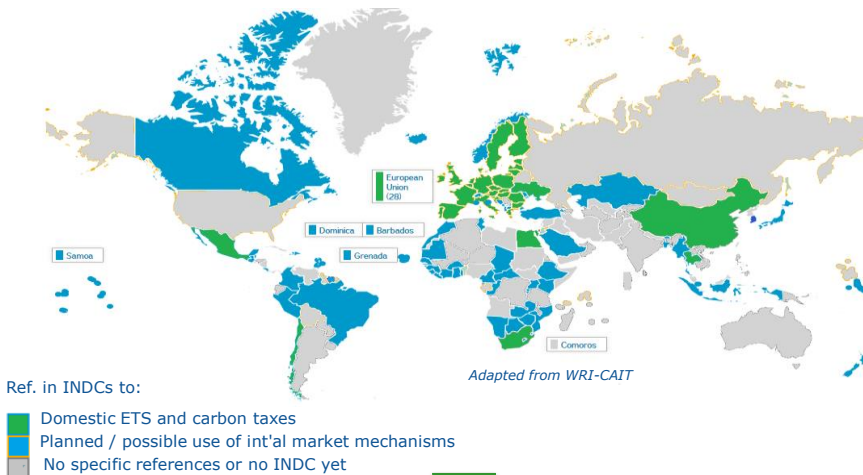 European
Union
(28)
Dominica
Barbados
Samoa
Grenada
Comoros
Adapted from WRI-CAIT
Ref. in INDCs to:
Domestic ETS and carbon taxes
Planned / possible use of int'al market mechanisms
No specific references or no INDC yet